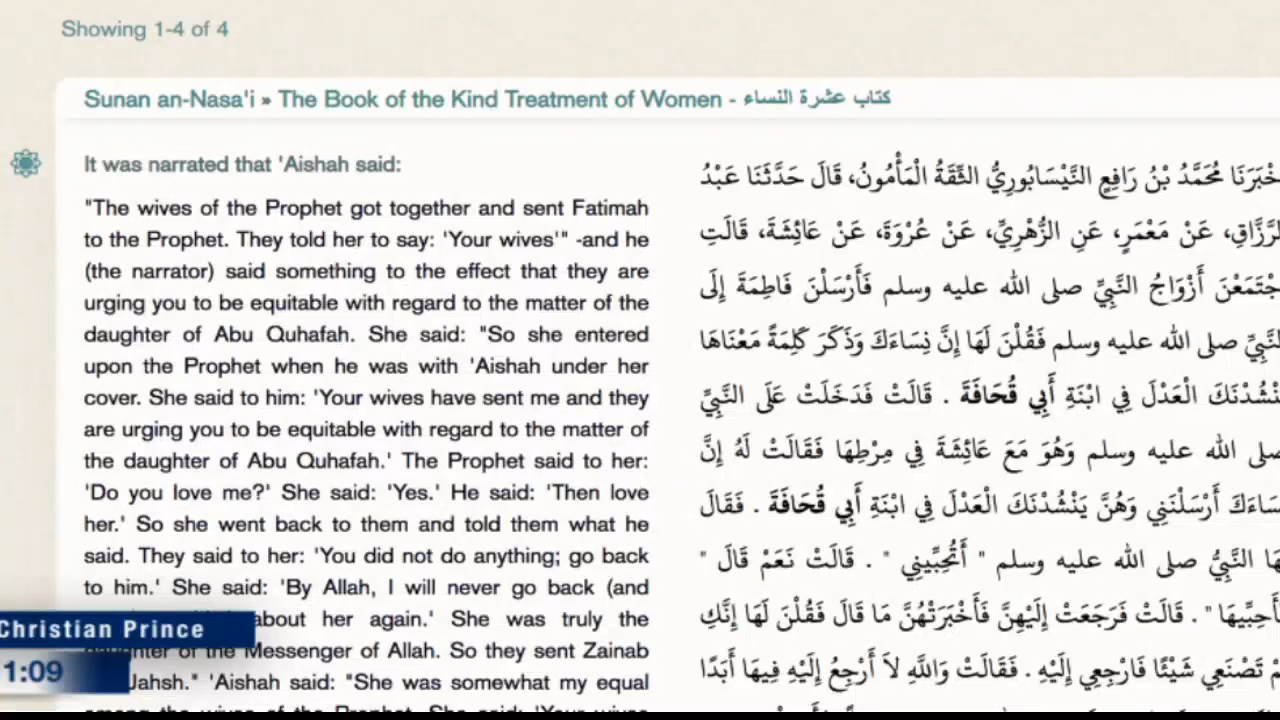 Showing 1-4 of 4
Sunan an-Nasa'i » The Book of the Kind Treatment of Women - كتاب عشرة النساء
It was narrated that 'Aishah said:
"The wives of the Prophet got together and sent Fatimah
to the Prophet. They told her to say: 'Your wives'" -and he
(the narrator) said something to the effect that they are
urging you to be equitable with regard to the matter of the
daughter of Abu Quhafah. She said: "So she entered
upon the Prophet when he was with 'Aishah under her
cover. She said to him: 'Your wives have sent me and they
are urging you to be equitable with regard to the matter of
the daughter of Abu Quhafah.' The Prophet said to her:
'Do you love me?' She said: 'Yes.' He said: 'Then love
her.' So she went back to them and told them what he
said. They said to her: 'You did not do anything; go back
to him.' She said: 'By Allah, I will never go back (and
about her again.' She was truly the
of the Messenger of Allah. So they sent Zainab
Jahsh." 'Aishah said: "She was somewhat my equal
among the wives of the Prophet. She said: 'Your wives
مُحَمَّدُ بْنُ رَافِعٍ النَّيْسَابُورِيُّ الثِّقَةُ الْمَأْمُونُ، قَالَ حَدَّثَنَا عَبْدُ
عَنْ مَعْمَرٍ، عَنِ الزُّهْرِيِّ، عَنْ عُرْوَةَ، عَنْ عَائِشَةَ، قَالَتِ
أَزْوَاجُ النَّبِيِّ صلى الله عليه وسلم فَأَرْسَلْنَ فَاطِمَةَ إِلَى
صلى الله عليه وسلم فَقُلْنَ لَهَا إِنَّ نِسَاءَكَ وَذَكَرَ كَلِمَةً مَعْنَاهَا
الْعَدْلَ فِي ابْنَةِ أَبِي قُحَافَةَ . قَالَتْ فَدَخَلَتْ عَلَى النَّبِيِّ
الله عليه وسلم وَهُوَ مَعَ عَائِشَةَ فِي مِرْطِهَا فَقَالَتْ لَهُ إِنَّ
أَرْسَلْنَنِي وَهُنَّ يَنْشُدْنَكَ الْعَدْلَ فِي ابْنَةِ أَبِي قُحَافَةَ . فَقَالَ
النَّبِيُّ صلى الله عليه وسلم " أَتُحِبِّينِي " . قَالَتْ نَعَمْ قَالَ "
" . قَالَتْ فَرَجَعَتْ إِلَيْهِنَّ فَأَخْبَرَتْهُنَّ مَا قَالَ فَقُلْنَ لَهَا إِنَّكِ
تَصْنَعِي شَيْئًا فَارْجِعِي إِلَيْهِ . فَقَالَتْ وَاللَّهِ لاَ أَرْجِعُ إِلَيْهِ فِيهَا أَبَدًا
Christian Prince
1:09